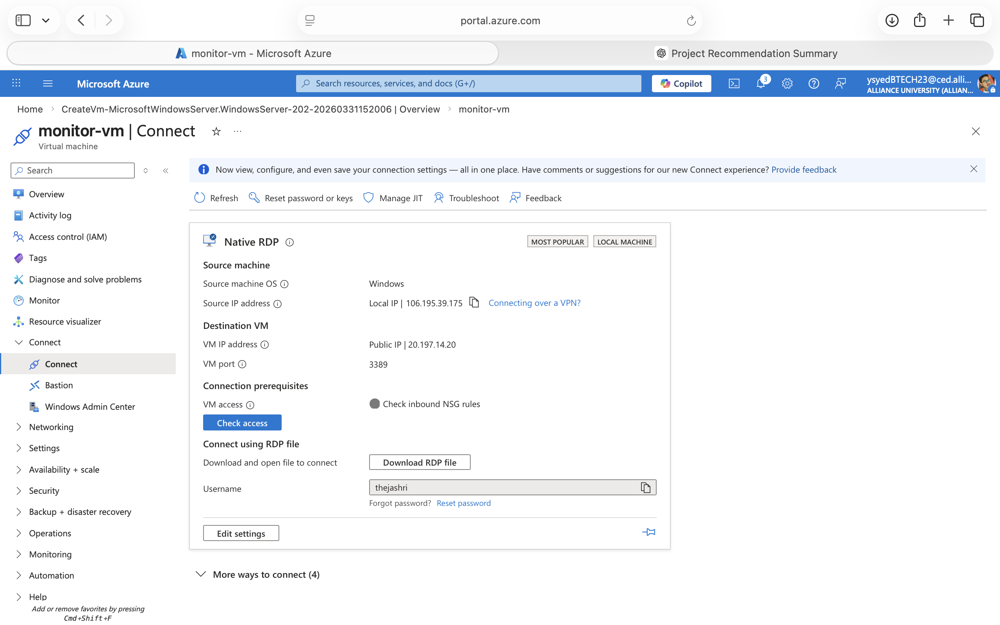 portal.azure.com
monitor-vm - Microsoft Azure
Project Recommendation Summary
Microsoft Azure
Search resources, services, and docs (G+/)
Copilot
3
ysyedBTECH23@ced.alli...
ALLIANCE UNIVERSITY (ALLIAN...
Home > CreateVm-MicrosoftWindowsServer.WindowsServer-202-20260331152006 | Overview > monitor-vm
monitor-vm | Connect
Virtual machine
Search
Overview
Activity log
Access control (IAM)
Tags
Diagnose and solve problems
Monitor
Resource visualizer
Connect
Connect
Bastion
Windows Admin Center
Networking
Settings
Availability + scale
Security
Backup + disaster recovery
Operations
Monitoring
Automation
Help
Add or remove favorites by pressing
Cmd+Shift+F
Now view, configure, and even save your connection settings — all in one place. Have comments or suggestions for our new Connect experience? Provide feedback
Refresh
Reset password or keys
Manage JIT
Troubleshoot
Feedback
Native RDP
MOST POPULAR
LOCAL MACHINE
Source machine
Source machine OS
Windows
Source IP address
Local IP | 106.195.39.175
Connecting over a VPN?
Destination VM
VM IP address
Public IP | 20.197.14.20
VM port
3389
Connection prerequisites
VM access
Check inbound NSG rules
Check access
Connect using RDP file
Download and open file to connect
Download RDP file
Username
thejashri
Forgot password? Reset password
Edit settings
More ways to connect (4)